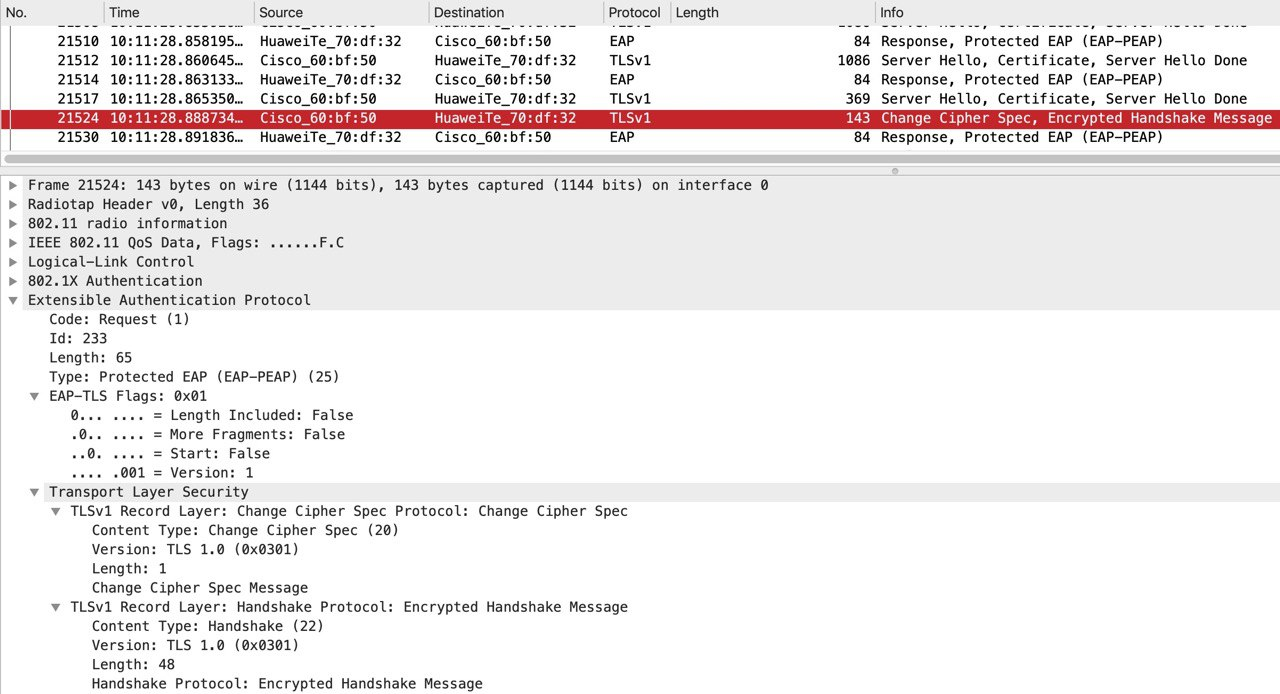 No. Time Source Destination Protocol Length Info
21510 10:11:28.858195… HuaweiTe_70:df:32 Cisco_60:bf:50 EAP 84 Response, Protected EAP (EAP-PEAP)
21512 10:11:28.860645… Cisco_60:bf:50 HuaweiTe_70:df:32 TLSv1 1086 Server Hello, Certificate, Server Hello Done
21514 10:11:28.863133… HuaweiTe_70:df:32 Cisco_60:bf:50 EAP 84 Response, Protected EAP (EAP-PEAP)
21517 10:11:28.865350… Cisco_60:bf:50 HuaweiTe_70:df:32 TLSv1 369 Server Hello, Certificate, Server Hello Done
21524 10:11:28.888734… Cisco_60:bf:50 HuaweiTe_70:df:32 TLSv1 143 Change Cipher Spec, Encrypted Handshake Message
21530 10:11:28.891836… HuaweiTe_70:df:32 Cisco_60:bf:50 EAP 84 Response, Protected EAP (EAP-PEAP)
Frame 21524: 143 bytes on wire (1144 bits), 143 bytes captured (1144 bits) on interface 0
Radiotap Header v0, Length 36
802.11 radio information
IEEE 802.11 QoS Data, Flags: ......F.C
Logical-Link Control
802.1X Authentication
Extensible Authentication Protocol
Code: Request (1)
Id: 233
Length: 65
Type: Protected EAP (EAP-PEAP) (25)
EAP-TLS Flags: 0x01
0... .... = Length Included: False
.0.. .... = More Fragments: False
..0. .... = Start: False
.... .001 = Version: 1
Transport Layer Security
TLSv1 Record Layer: Change Cipher Spec Protocol: Change Cipher Spec
Content Type: Change Cipher Spec (20)
Version: TLS 1.0 (0x0301)
Length: 1
Change Cipher Spec Message
TLSv1 Record Layer: Handshake Protocol: Encrypted Handshake Message
Content Type: Handshake (22)
Version: TLS 1.0 (0x0301)
Length: 48
Handshake Protocol: Encrypted Handshake Message